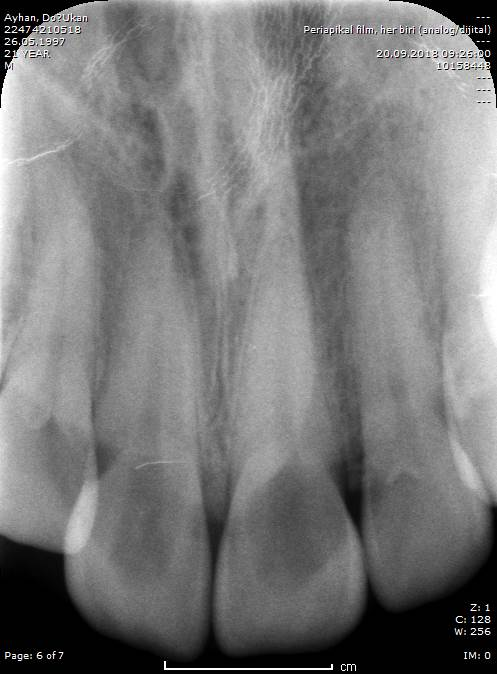 Ayhan, Do?Ukan
22474210518
26.05.1997
21 YEAR
M
---
Periapikal film, her biri (analog/dijital)
---
20.09.2018 09:26:00
10158448
---
---
---
Z: 1
C: 128
W: 256
Page: 6 of 7
IM: 0
cm